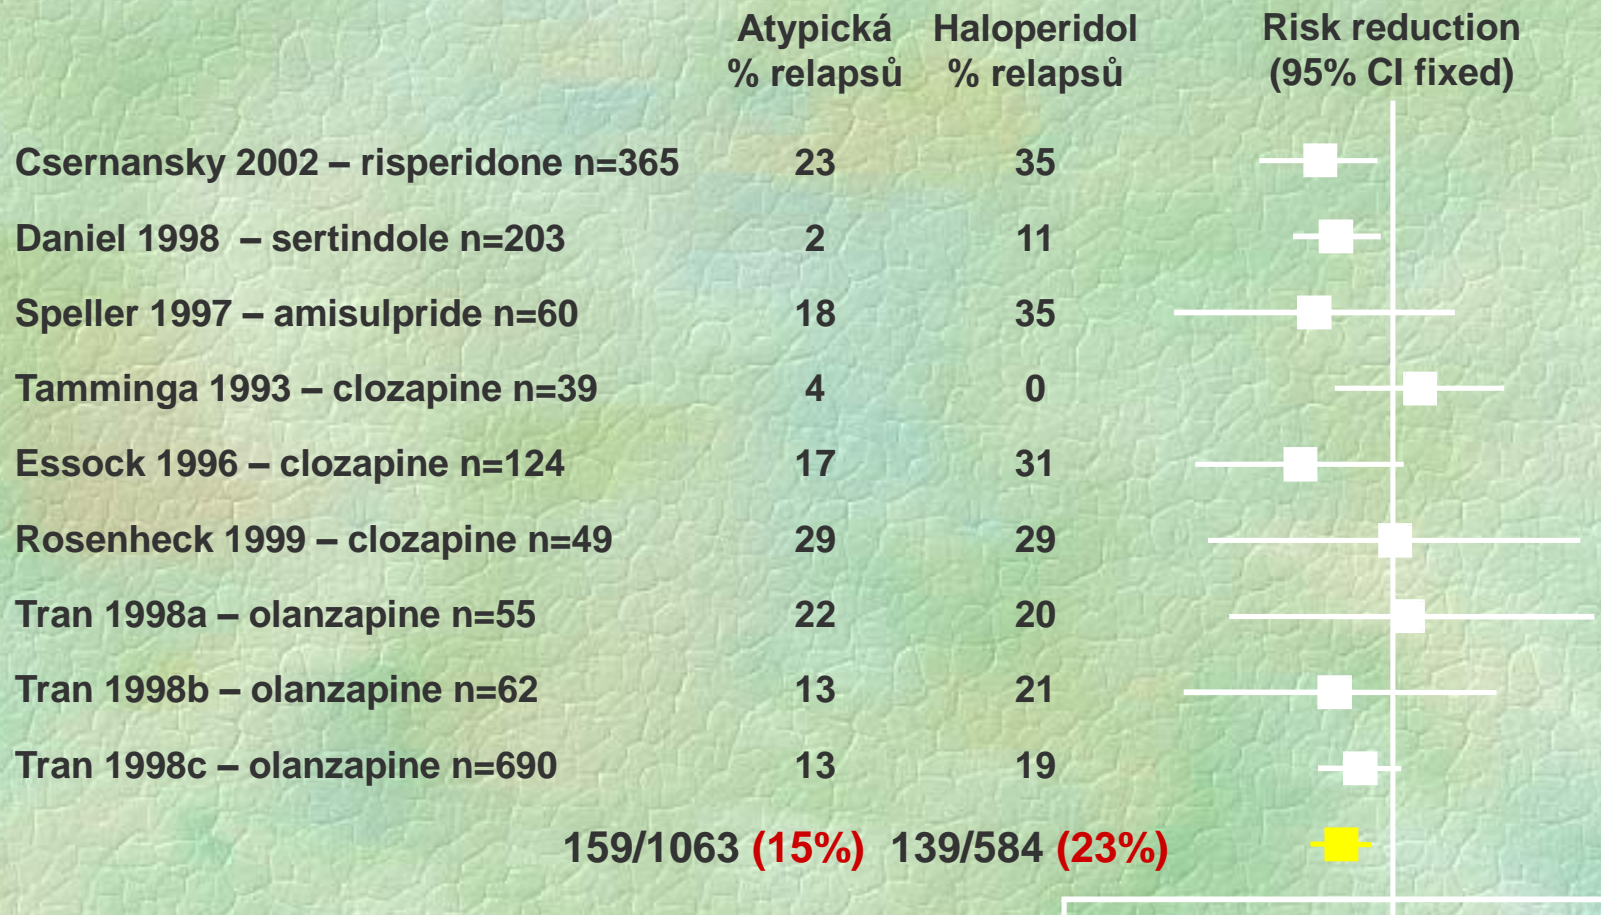 Atypická Haloperidol Risk reduction
% relapsů % relapsů (95% CI fixed)
Csernansky 2002 – risperidone n=365 23 35
Daniel 1998 – sertindole n=203 2 11
Speller 1997 – amisulpride n=60 18 35
Tamminga 1993 – clozapine n=39 4 0
Essock 1996 – clozapine n=124 17 31
Rosenheck 1999 – clozapine n=49 29 29
Tran 1998a – olanzapine n=55 22 20
Tran 1998b – olanzapine n=62 13 21
Tran 1998c – olanzapine n=690 13 19
159/1063 (15%) 139/584 (23%)